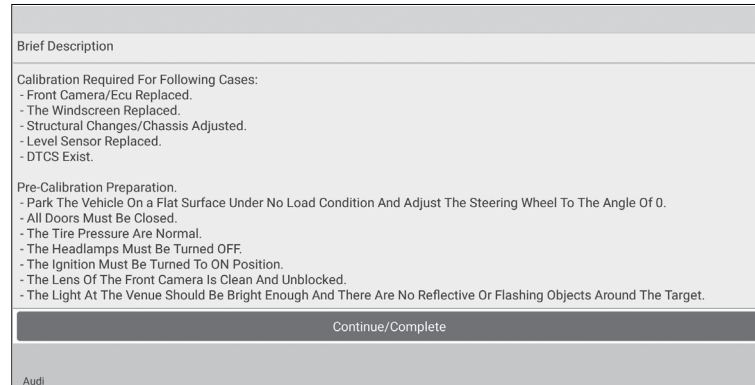 Brief Description
Calibration Required For Following Cases:
- Front Camera/Ecu Replaced.
- The Windscreen Replaced.
- Structural Changes/Chassis Adjusted.
- Level Sensor Replaced.
- DTCS Exist.
Pre-Calibration Preparation.
- Park The Vehicle On a Flat Surface Under No Load Condition And Adjust The Steering Wheel To The Angle Of 0.
- All Doors Must Be Closed.
- The Tire Pressure Are Normal.
- The Headlamps Must Be Turned OFF.
- The Ignition Must Be Turned To ON Position.
- The Lens Of The Front Camera Is Clean And Unblocked.
- The Light At The Venue Should Be Bright Enough And There Are No Reflective Or Flashing Objects Around The Target.
Continue/Complete
Audi